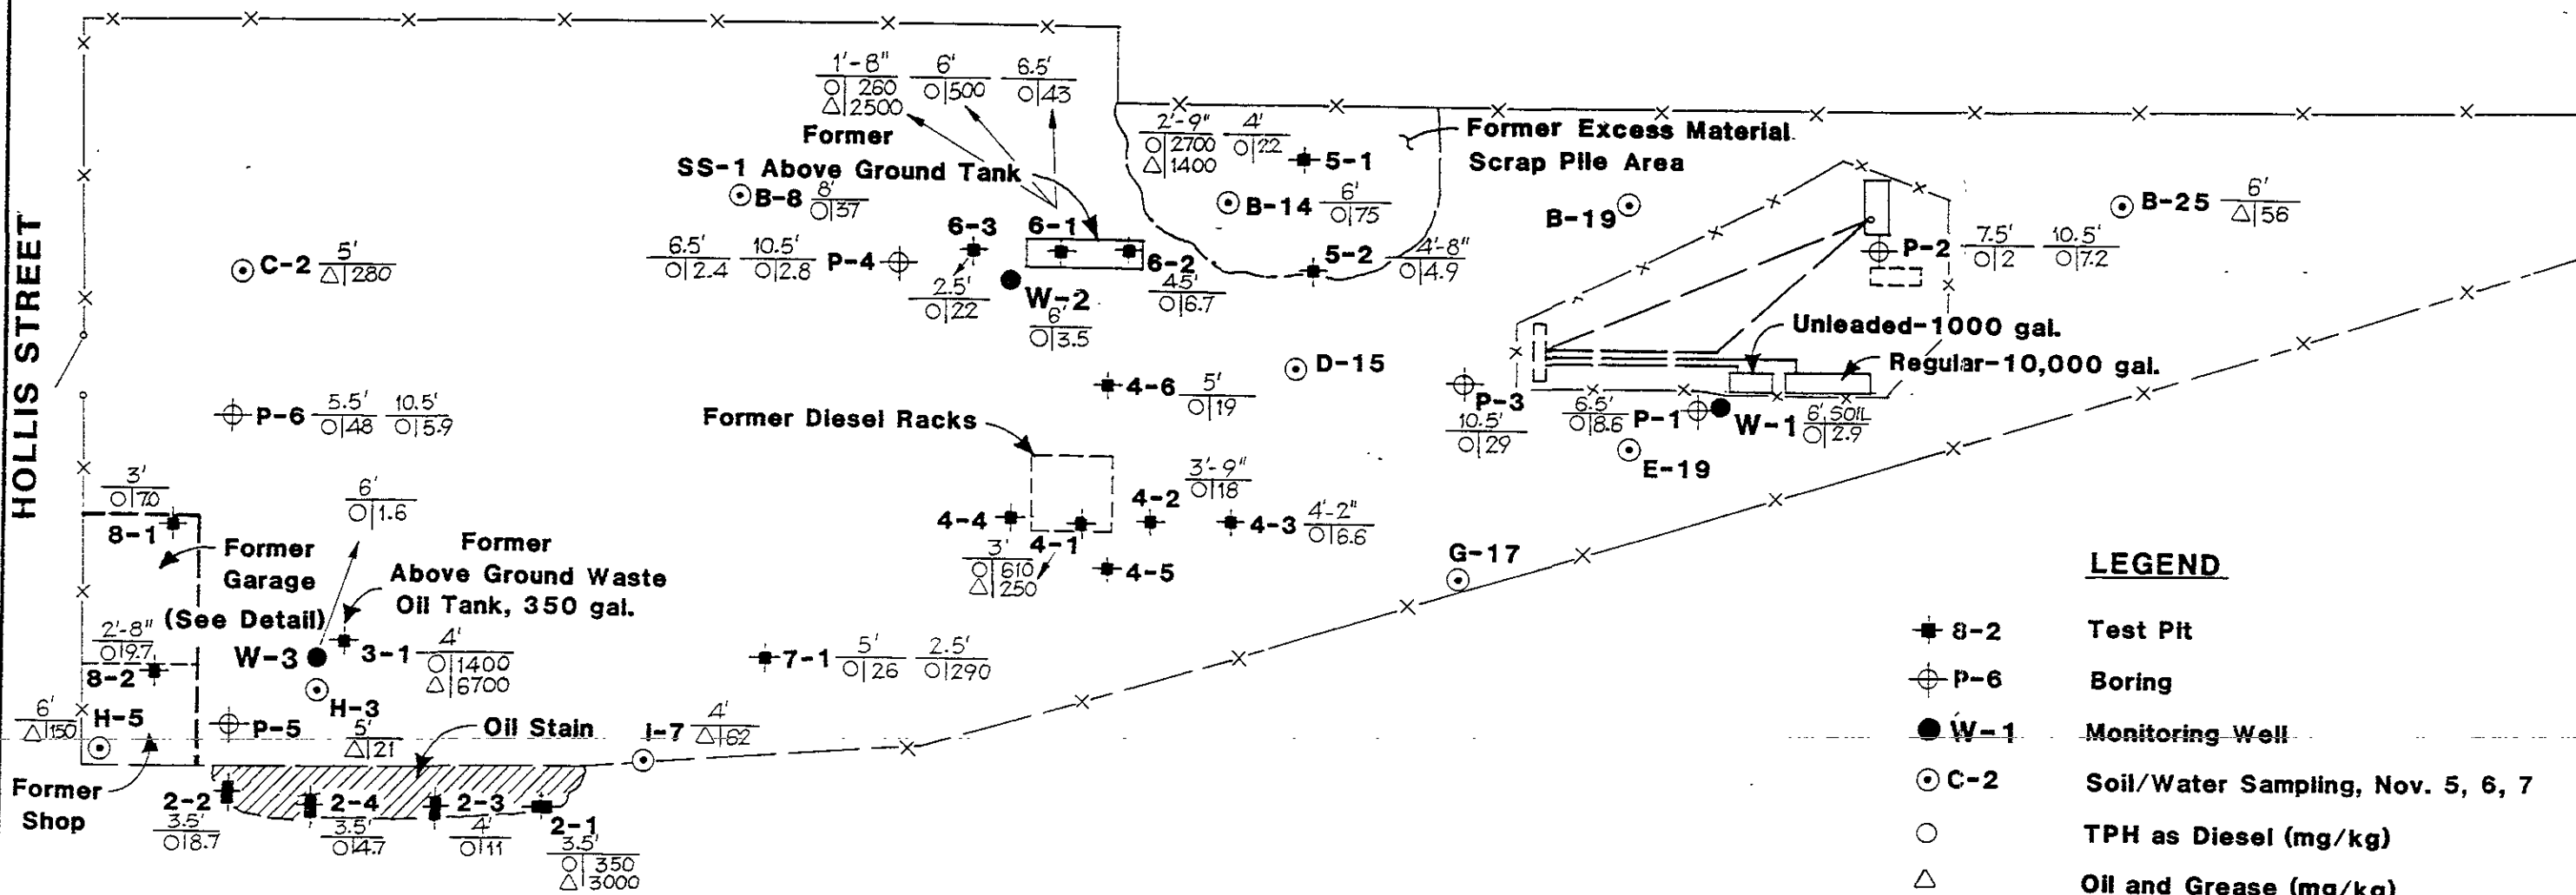 HOLLIS STREET
1'-8"
○ 260
△ 2500
6'
○ 500
6.5'
○ 43
Former
SS-1 Above Ground Tank
B-8 8'
○ 37
C-2 5'
△ 280
6.5'
○ 2.4
10.5'
○ 2.8
P-4
6-3
2.5'
○ 22
6-1
6-2
4.5'
○ 6.7
W-2
6'
○ 3.5
2'-9"
○ 2700
△ 1400
4'
○ 22
5-1
Former Excess Material
Scrap Pile Area
B-14 6'
○ 75
5-2 4'-8"
○ 4.9
B-19
P-2
7.5'
○ 2
10.5'
○ 7.2
B-25 6'
△ 56
Unleaded-1000 gal.
Regular-10,000 gal.
D-15
P-3
10.5'
○ 29
6.5'
○ 8.6
P-1
W-1 6' SOIL
○ 2.9
E-19
4-6 5'
○ 19
Former Diesel Racks
P-6
5.5'
○ 48
10.5'
○ 5.9
3'
○ 70
8-1
Former
Garage
(See Detail)
6'
○ 1.6
Former
Above Ground Waste
Oil Tank, 350 gal.
4-4
4-1
3'
○ 610
△ 250
4-2
3'-9"
○ 18
4-3 4'-2"
○ 6.6
4-5
G-17
2'-8"
○ 9.7
8-2
W-3
3-1 4'
○ 1400
△ 6700
7-1
5'
○ 26
2.5'
○ 290
6'
△ 150
H-5
P-5
H-3
5'
△ 21
Oil Stain
I-7 4'
△ 62
Former
Shop
2-2
3.5'
○ 8.7
2-4
3.5'
○ 4.7
2-3
4'
○ 11
2-1
3.5'
○ 350
△ 3000
LEGEND
8-2 Test Pit
P-6 Boring
W-1 Monitoring Well
C-2 Soil/Water Sampling, Nov. 5, 6, 7
○ TPH as Diesel (mg/kg)
△ Oil and Grease (mg/kg)